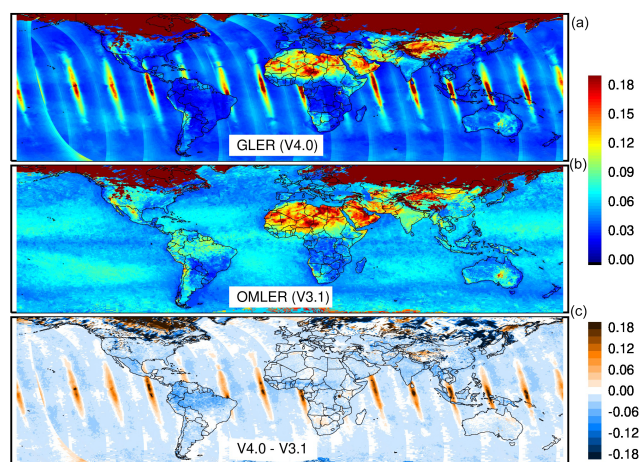 (a)
GLER (V4.0)
0.18
0.15
0.12
0.09
0.06
0.03
0.00
(b)
OMLER (V3.1)
(c)
V4.0 - V3.1
0.18
0.12
0.06
0.00
-0.06
-0.12
-0.18